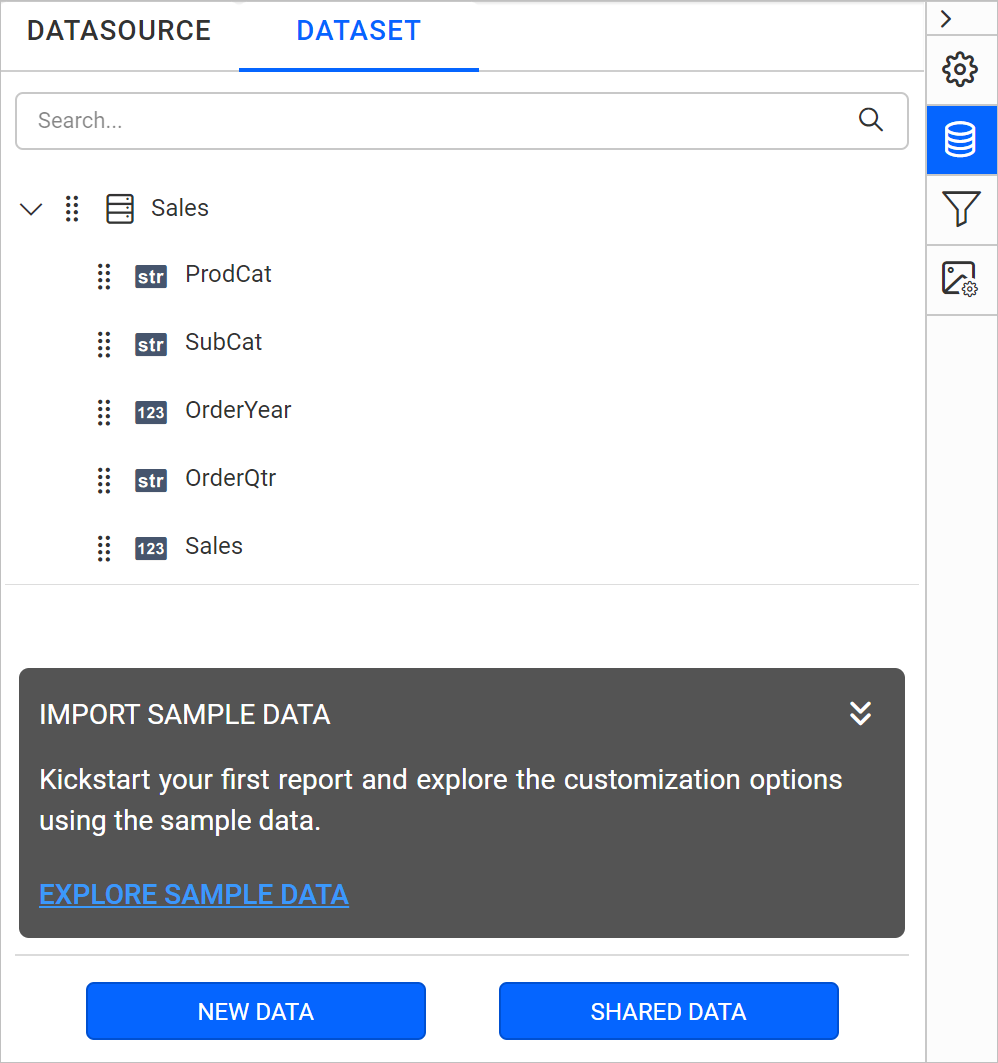 DATASOURCE DATASET
Search...
Sales
str ProdCat
str SubCat
123 OrderYear
str OrderQtr
123 Sales
IMPORT SAMPLE DATA
Kickstart your first report and explore the customization options
using the sample data.
EXPLORE SAMPLE DATA
NEW DATA SHARED DATA